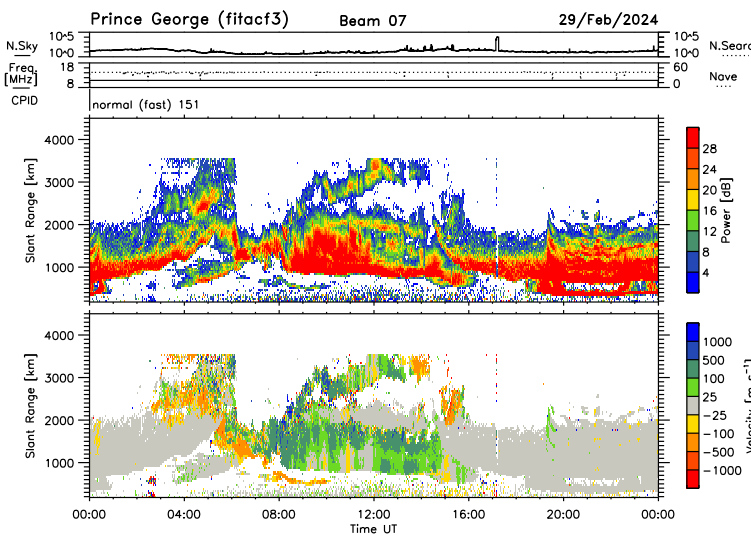 Prince George (fitacf3) Beam 07 29/Feb/2024
N.Sky 10^5 10^0 10^5 10^0 N.Searc
Freq [MHz] 18 8 60 0 Nave
CPID normal (fast) 151
Slant Range [km] 4000 3000 2000 1000
Power [dB] 28 24 20 16 12 8 4
Slant Range [km] 4000 3000 2000 1000
Velocity [m s^-1] 1000 500 100 25 -25 -100 -500 -1000
00:00 04:00 08:00 12:00 16:00 20:00 00:00
Time UT